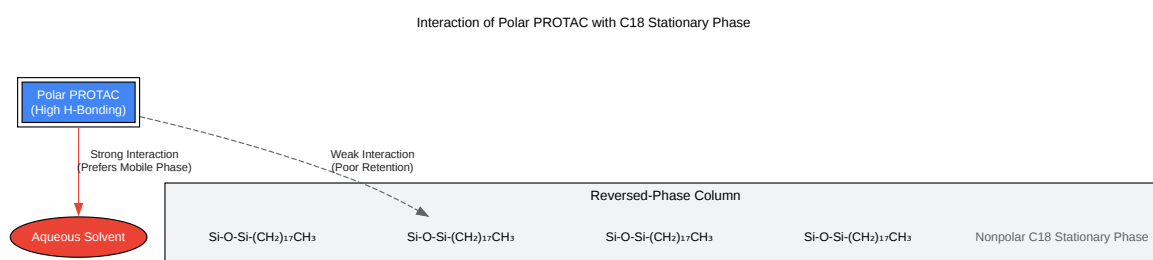 Interaction of Polar PROTAC with C18 Stationary Phase
Polar PROTAC
(High H-Bonding)
Strong Interaction
(Prefers Mobile Phase)
Weak Interaction
(Poor Retention)
Reversed-Phase Column
Aqueous Solvent
Si-O-Si-(CH₂)₁₇CH₃
Si-O-Si-(CH₂)₁₇CH₃
Si-O-Si-(CH₂)₁₇CH₃
Si-O-Si-(CH₂)₁₇CH₃
Nonpolar C18 Stationary Phase